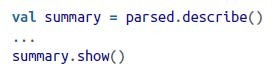 val summary = parsed.describe()
...
summary.show()